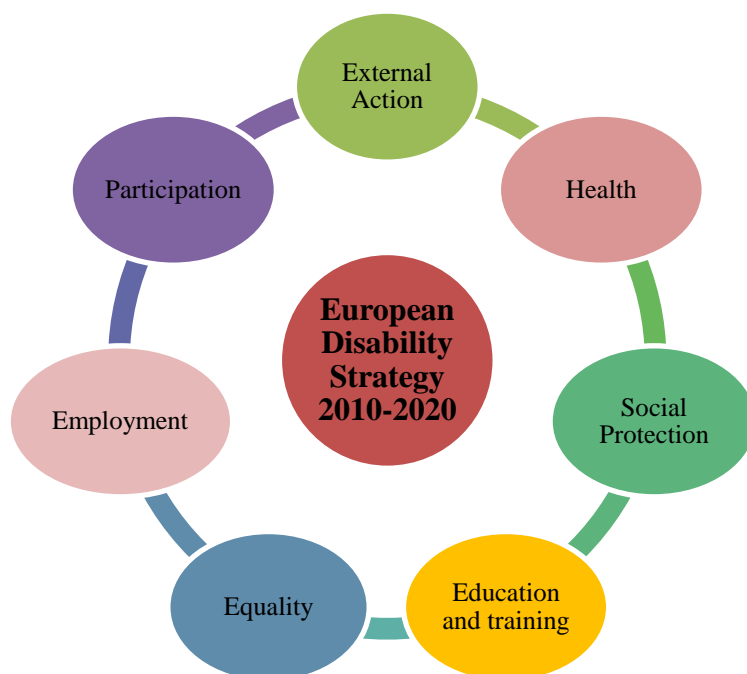 External
Action
Health
Social
Protection
Education
and training
Equality
Employment
Participation
European
Disability
Strategy
2010-2020